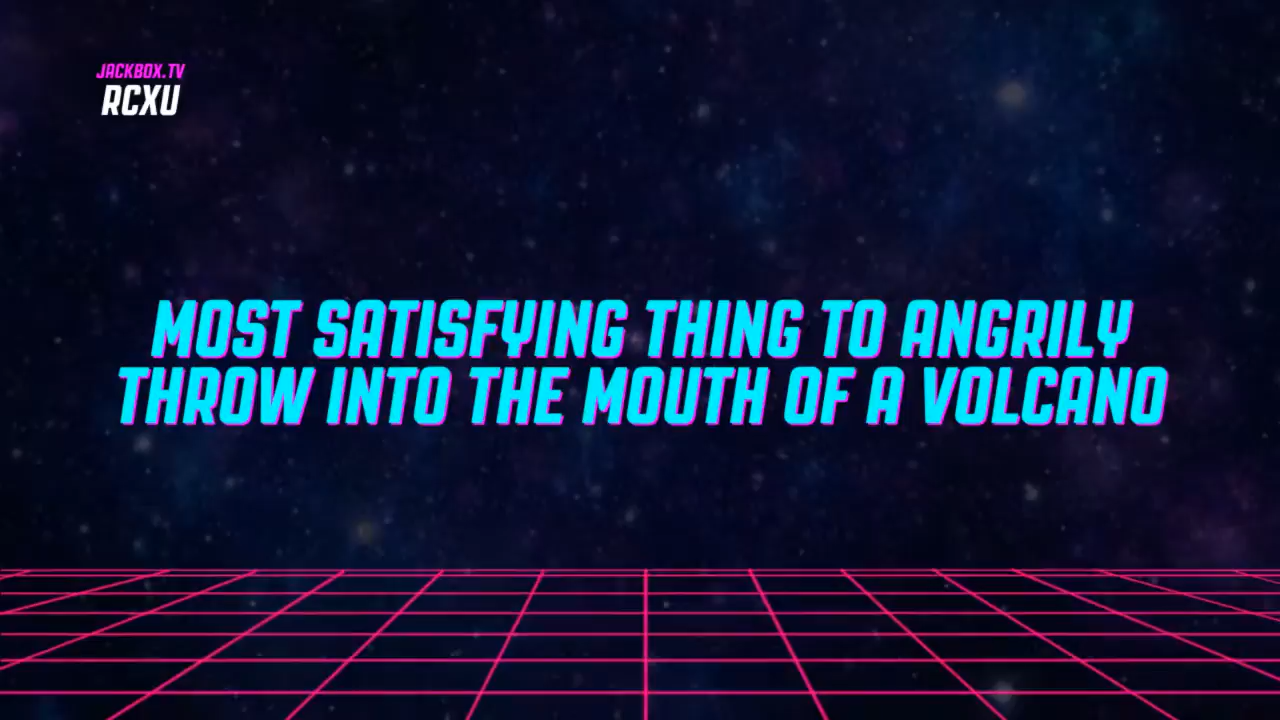 JACKBOX.TV
RCXU
MOST SATISFYING THING TO ANGRILY
THROW INTO THE MOUTH OF A VOLCANO